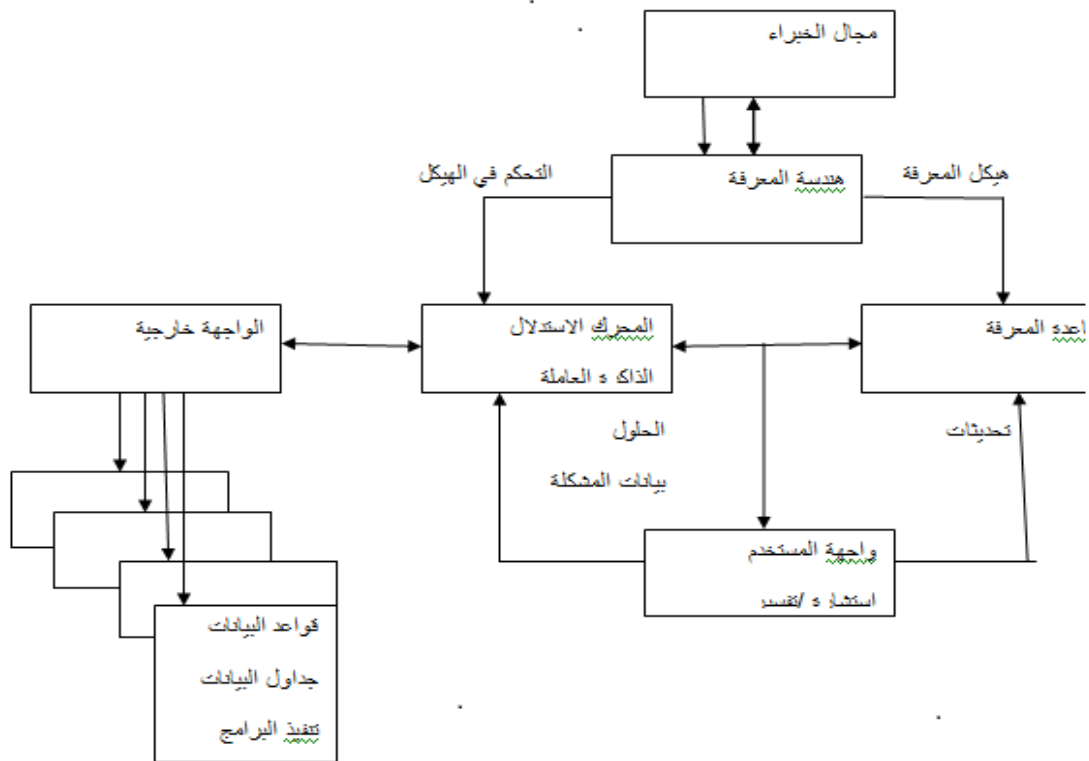 مجال الخبراء
هندسة المعرفة
هيكل المعرفة
التحكم في الهيكل
اعدة المعرفة
المحرك الاستدلال
الذاكرة العاملة
الواجهة خارجية
تحديثات
الحلول
بيانات المشكلة
واجهة المستخدم
استشارة /تفسير
قواعد البيانات
جداول البيانات
تنفيذ البرامج